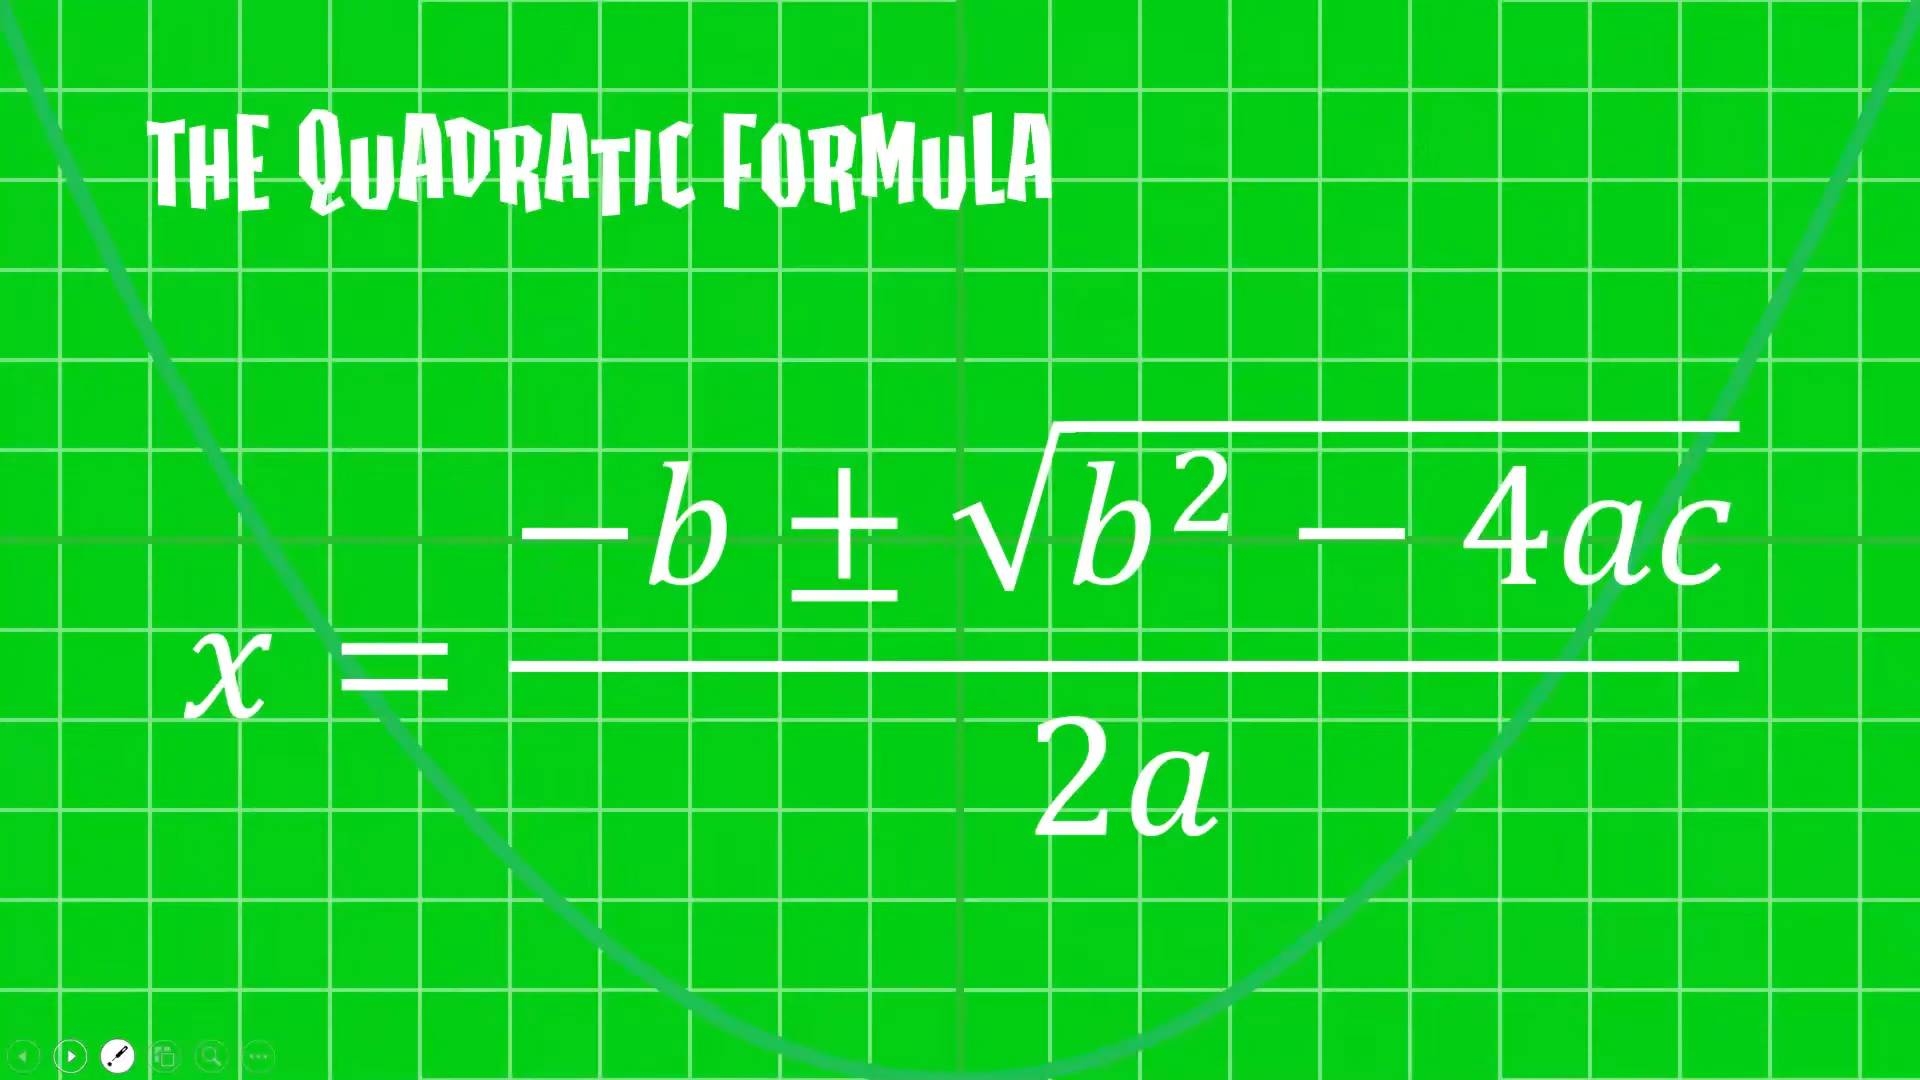 THE QUADRATIC FORMULA
x = −b ± √b² − 4ac
2a